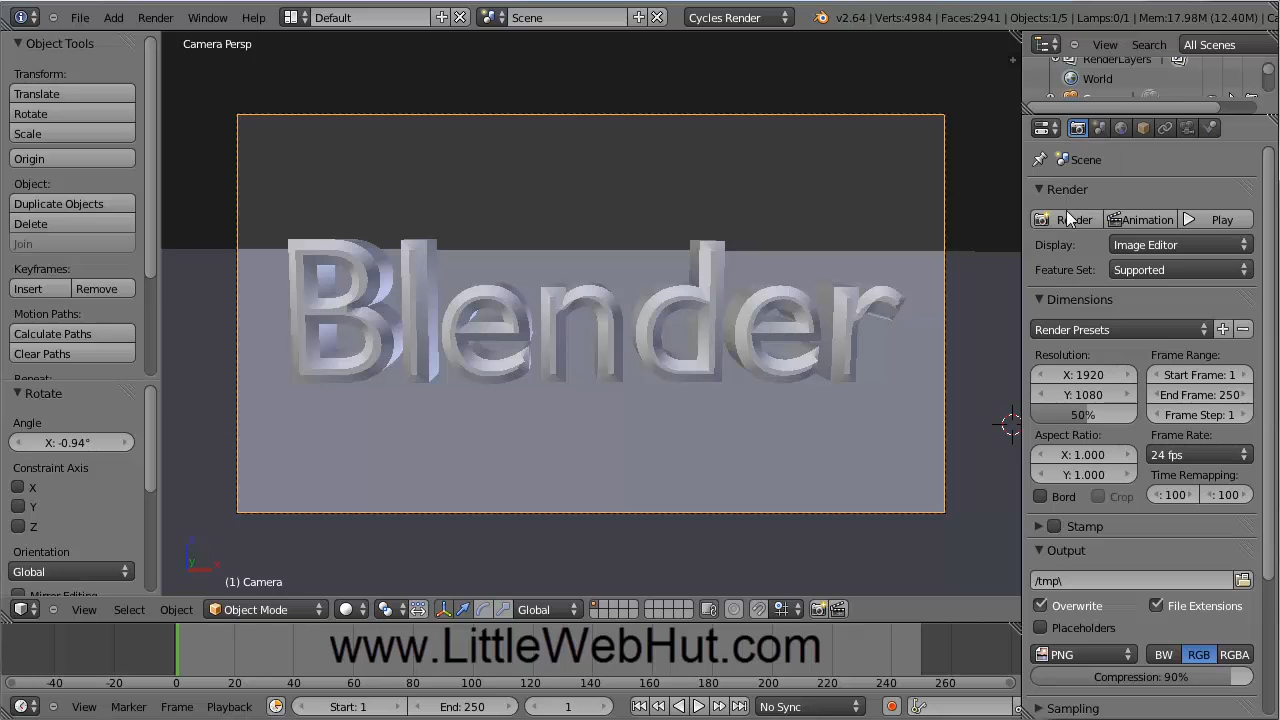 File Add Render Window Help Default Scene Cycles Render v2.64 | Verts:4984 | Faces:2941 | Objects:1/5 | Lamps:0/1 | Mem:17.98M (12.40M) |
Object Tools
Transform:
Translate
Rotate
Scale
Origin
Object:
Duplicate Objects
Delete
Join
Keyframes:
Insert Remove
Motion Paths:
Calculate Paths
Clear Paths
Repeat:
Rotate
Angle
X: -0.94°
Constraint Axis
X
Y
Z
Orientation
Global
Mirror Editing
Camera Persp
Blender
(1) Camera
View Select Object Object Mode Global
www.LittleWebHut.com
-40 -20 0 20 40 60 80 100 120 140 160 180 200 220 240 260
View Marker Frame Playback Start: 1 End: 250 1 No Sync
View Search All Scenes
RenderLayers
World
Scene
Render
Render Animation Play
Display: Image Editor
Feature Set: Supported
Dimensions
Render Presets
Resolution: Frame Range:
X: 1920 Start Frame: 1
Y: 1080 End Frame: 250
50% Frame Step: 1
Aspect Ratio: Frame Rate:
X: 1.000 24 fps
Y: 1.000 Time Remapping:
Bord Crop : 100 : 100
Stamp
Output
/tmp\
Overwrite File Extensions
Placeholders
PNG BW RGB RGBA
Compression: 90%
Sampling